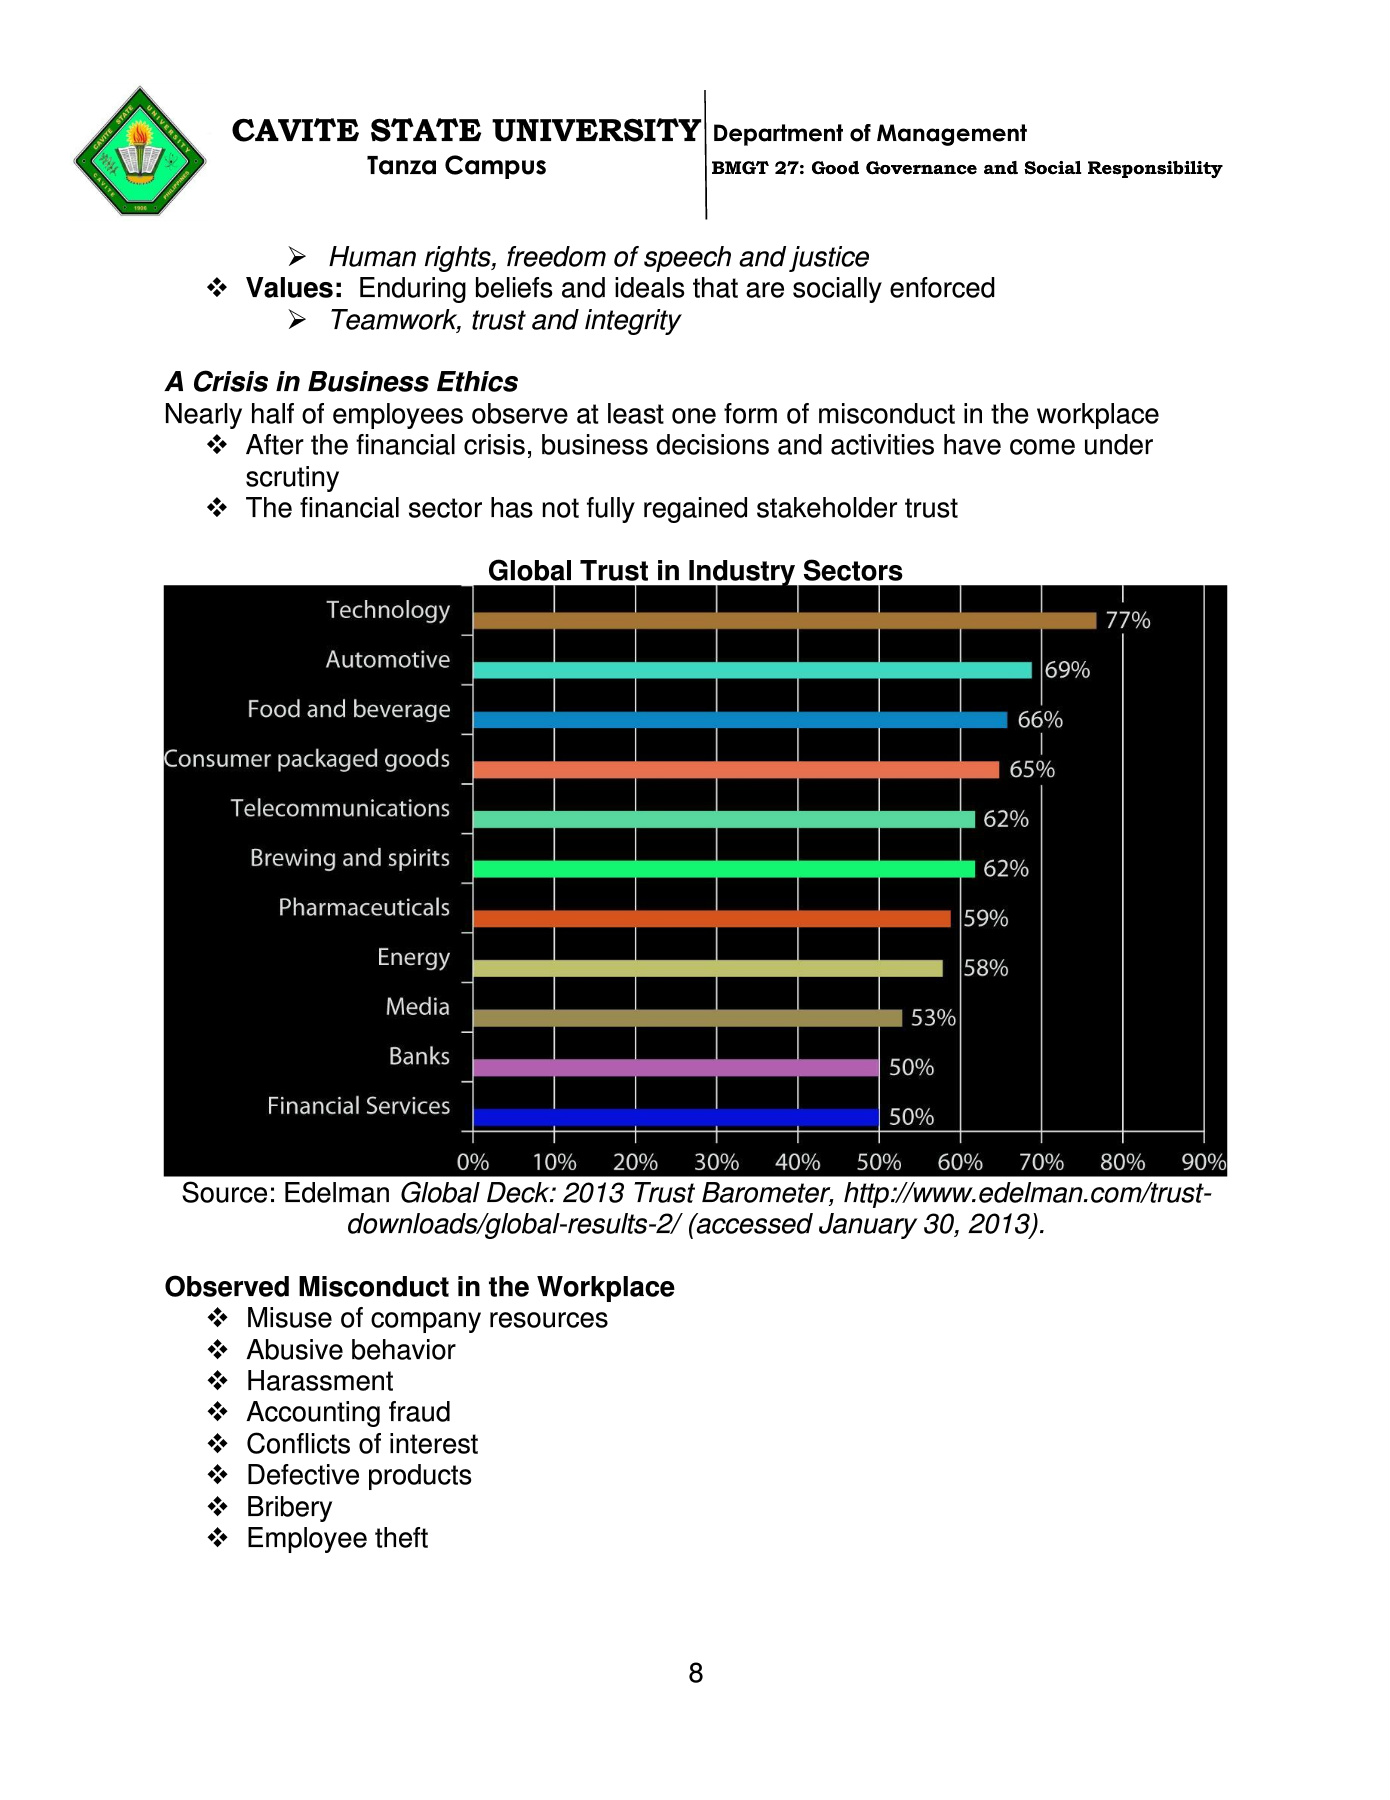 CAVITE STATE UNIVERSITY
Tanza Campus
Department of Management
BMGT 27: Good Governance and Social Responsibility
CAVITE STATE UNIVERSITY
CAVITE
PHILIPPINES
1906
➢ Human rights, freedom of speech and justice
❖ Values: Enduring beliefs and ideals that are socially enforced
➢ Teamwork, trust and integrity
A Crisis in Business Ethics
Nearly half of employees observe at least one form of misconduct in the workplace
❖ After the financial crisis, business decisions and activities have come under
scrutiny
❖ The financial sector has not fully regained stakeholder trust
Global Trust in Industry Sectors
Technology 77%
Automotive 69%
Food and beverage 66%
Consumer packaged goods 65%
Telecommunications 62%
Brewing and spirits 62%
Pharmaceuticals 59%
Energy 58%
Media 53%
Banks 50%
Financial Services 50%
0% 10% 20% 30% 40% 50% 60% 70% 80% 90%
Source: Edelman Global Deck: 2013 Trust Barometer, http://www.edelman.com/trust-
downloads/global-results-2/ (accessed January 30, 2013).
Observed Misconduct in the Workplace
❖ Misuse of company resources
❖ Abusive behavior
❖ Harassment
❖ Accounting fraud
❖ Conflicts of interest
❖ Defective products
❖ Bribery
❖ Employee theft
8